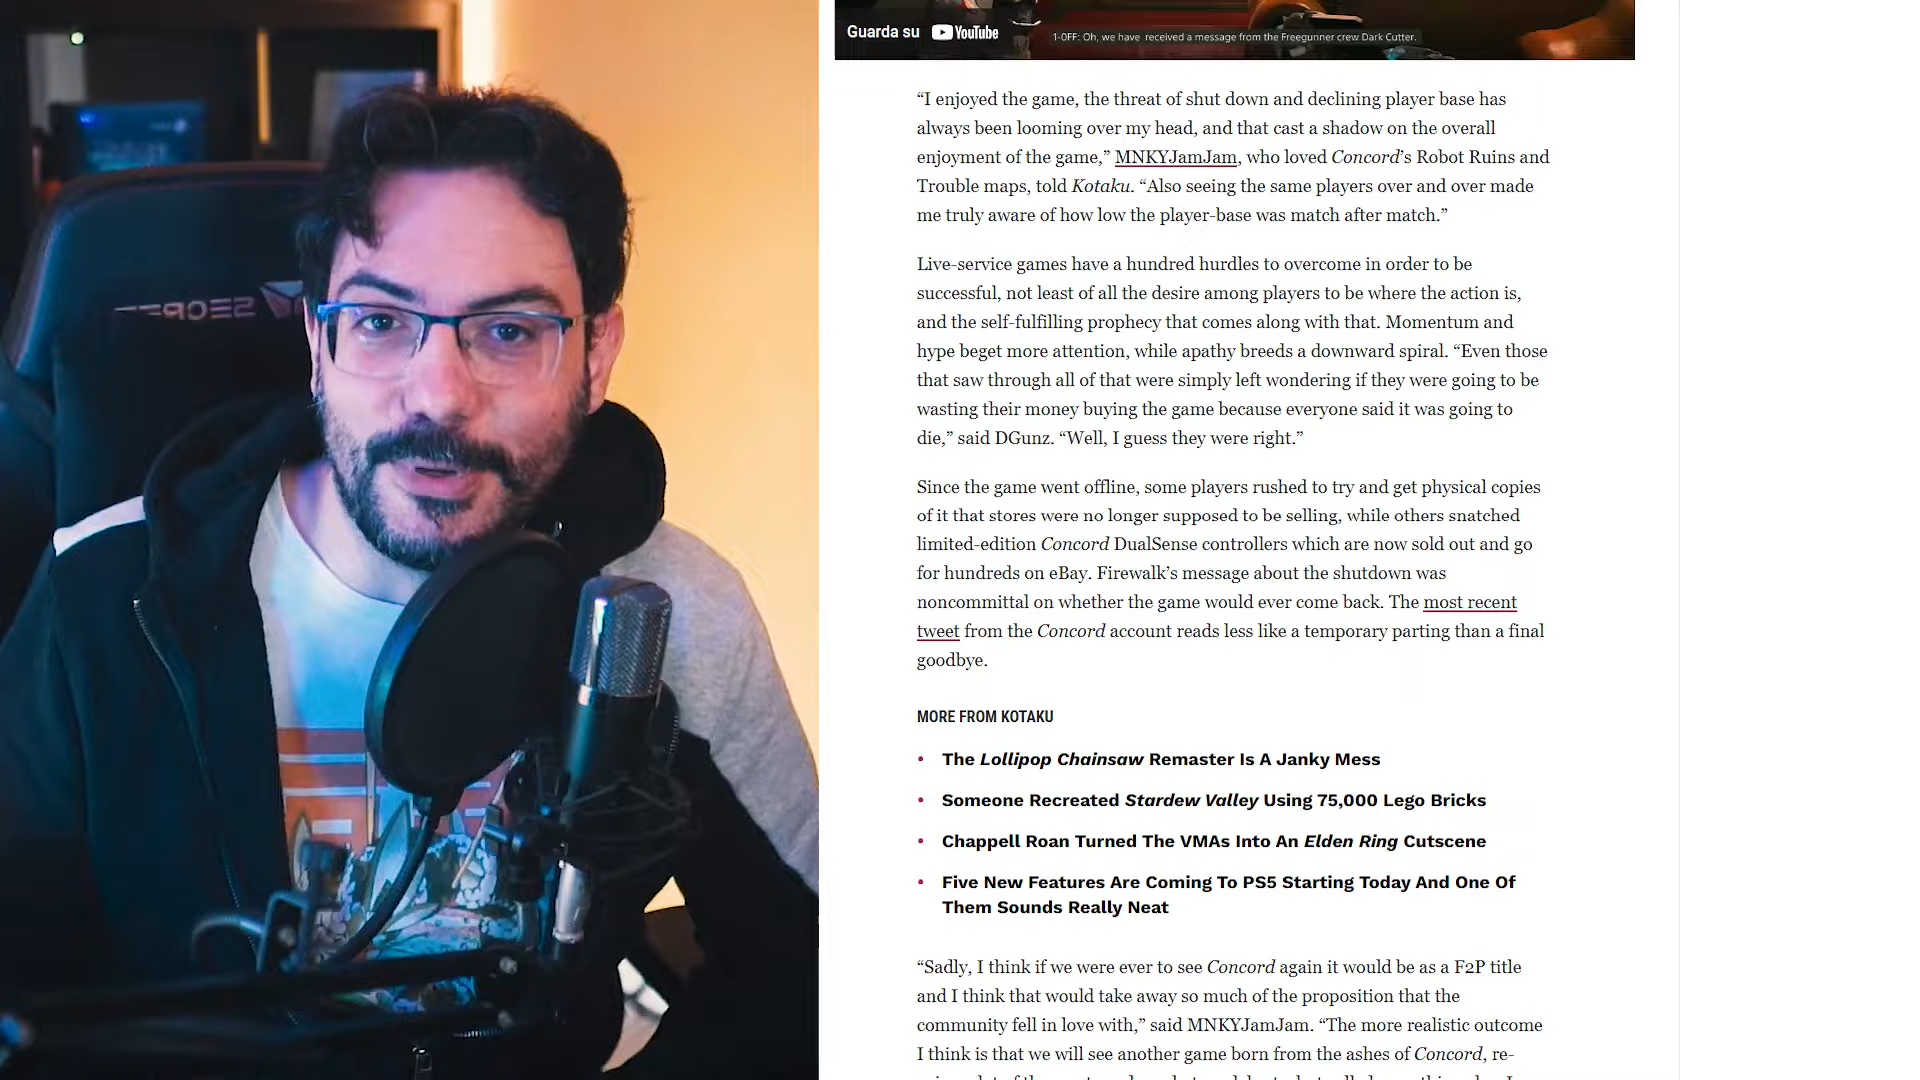 Guarda su YouTube
1-OFF: Oh, we have received a message from the Freegunner crew Dark Cutter.
“I enjoyed the game, the threat of shut down and declining player base has
always been looming over my head, and that cast a shadow on the overall
enjoyment of the game,” MNKYJamJam, who loved Concord’s Robot Ruins and
Trouble maps, told Kotaku. “Also seeing the same players over and over made
me truly aware of how low the player-base was match after match.”
Live-service games have a hundred hurdles to overcome in order to be
successful, not least of all the desire among players to be where the action is,
and the self-fulfilling prophecy that comes along with that. Momentum and
hype beget more attention, while apathy breeds a downward spiral. “Even those
that saw through all of that were simply left wondering if they were going to be
wasting their money buying the game because everyone said it was going to
die,” said DGunz. “Well, I guess they were right.”
Since the game went offline, some players rushed to try and get physical copies
of it that stores were no longer supposed to be selling, while others snatched
limited-edition Concord DualSense controllers which are now sold out and go
for hundreds on eBay. Firewalk’s message about the shutdown was
noncommittal on whether the game would ever come back. The most recent
tweet from the Concord account reads less like a temporary parting than a final
goodbye.
MORE FROM KOTAKU
• The Lollipop Chainsaw Remaster Is A Janky Mess
• Someone Recreated Stardew Valley Using 75,000 Lego Bricks
• Chappell Roan Turned The VMAs Into An Elden Ring Cutscene
• Five New Features Are Coming To PS5 Starting Today And One Of
Them Sounds Really Neat
“Sadly, I think if we were ever to see Concord again it would be as a F2P title
and I think that would take away so much of the proposition that the
community fell in love with,” said MNKYJamJam. “The more realistic outcome
I think is that we will see another game born from the ashes of Concord, re-